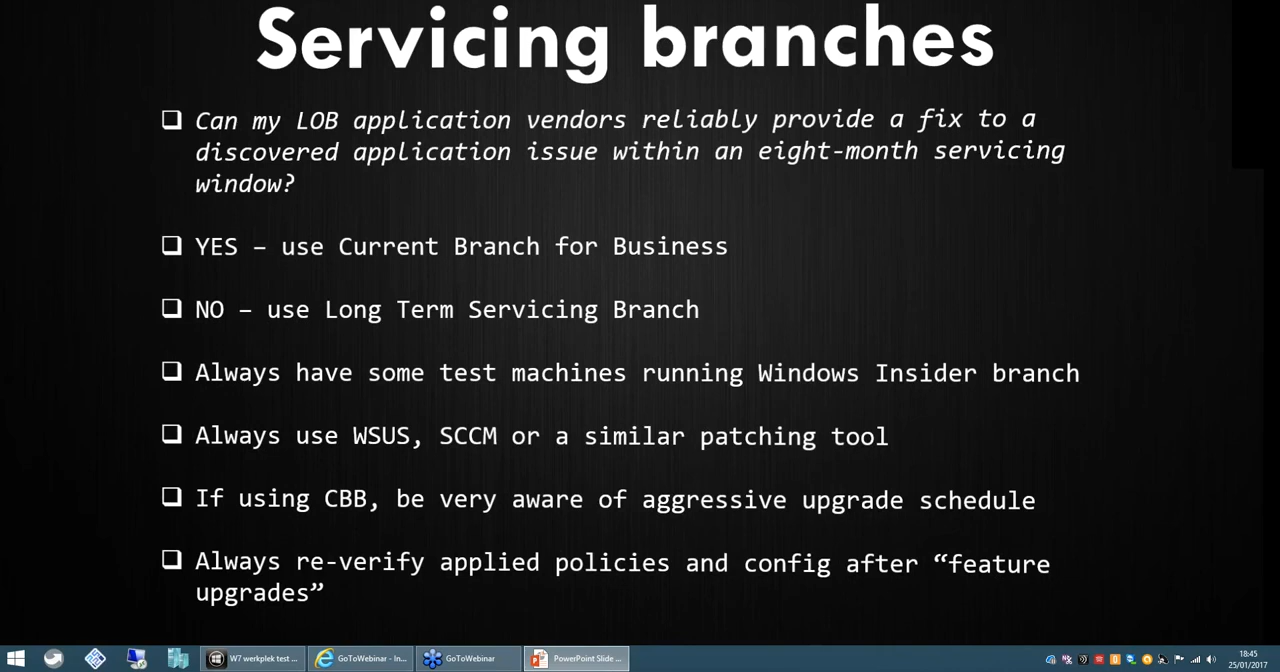 Servicing branches
Can my LOB application vendors reliably provide a fix to a
discovered application issue within an eight-month servicing
window?
YES – use Current Branch for Business
NO – use Long Term Servicing Branch
Always have some test machines running Windows Insider branch
Always use WSUS, SCCM or a similar patching tool
If using CBB, be very aware of aggressive upgrade schedule
Always re-verify applied policies and config after “feature
upgrades”
W7 werkplek test ...
GoToWebinar - In...
GoToWebinar
PowerPoint Slide ...
18:45
25/01/2017